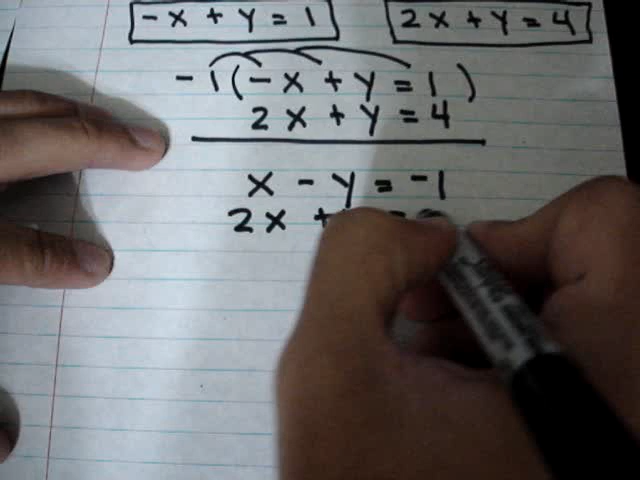 -x + y = 1 2x + y = 4
-1(-x + y = 1)
2x + y = 4
x - y = -1
2x + =